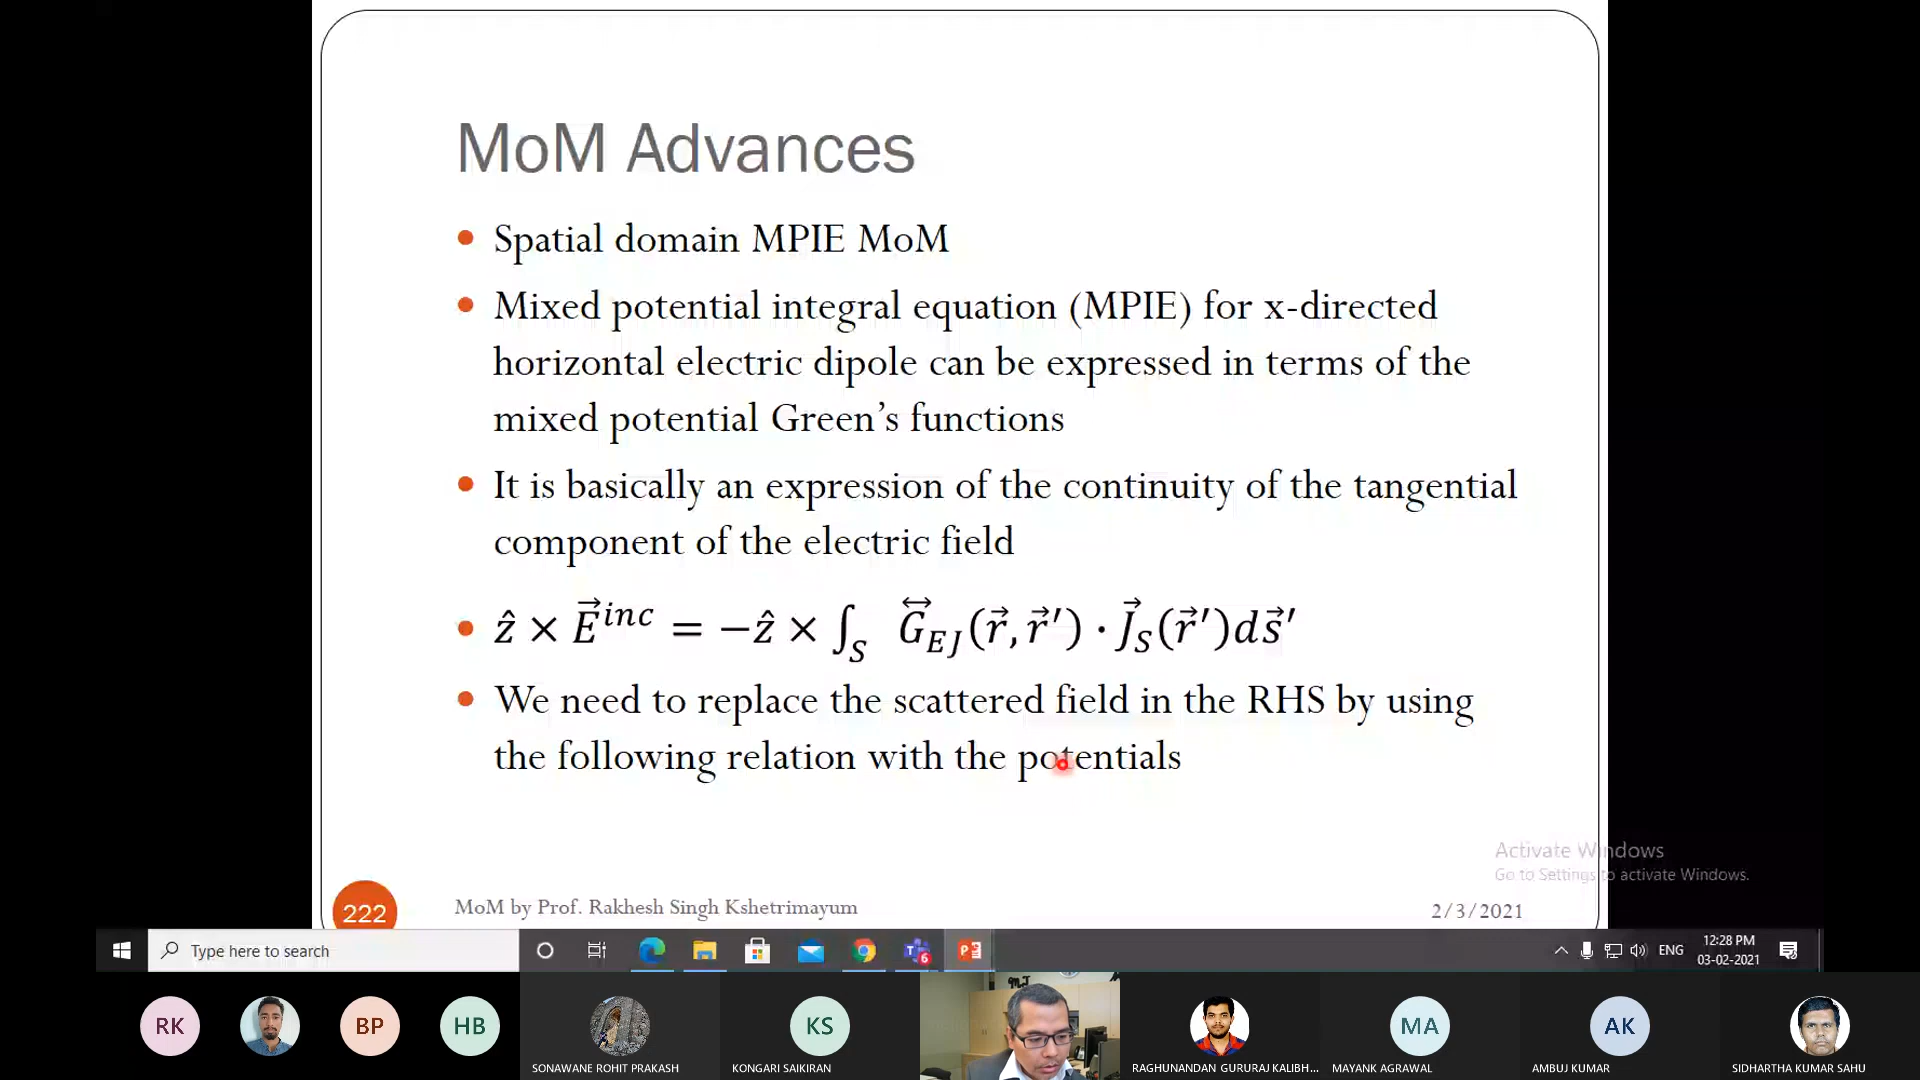 MoM Advances
Spatial domain MPIE MoM
Mixed potential integral equation (MPIE) for x-directed
horizontal electric dipole can be expressed in terms of the
mixed potential Green’s functions
It is basically an expression of the continuity of the tangential
component of the electric field
ẑ × E⃗^{inc} = −ẑ × ∫_S G⃡_{EJ}(r⃗, r⃗′) · J⃗_S(r⃗′)ds⃗′
We need to replace the scattered field in the RHS by using
the following relation with the potentials
Activate Windows
Go to Settings to activate Windows.
222
MoM by Prof. Rakhesh Singh Kshetrimayum
2/3/2021
Type here to search
6
ENG
12:28 PM
03-02-2021
RK
BP
HB
KS
MA
AK
SONAWANE ROHIT PRAKASH
KONGARI SAIKIRAN
RAGHUNANDAN GURURAJ KALIBH...
MAYANK AGRAWAL
AMBUJ KUMAR
SIDHARTHA KUMAR SAHU